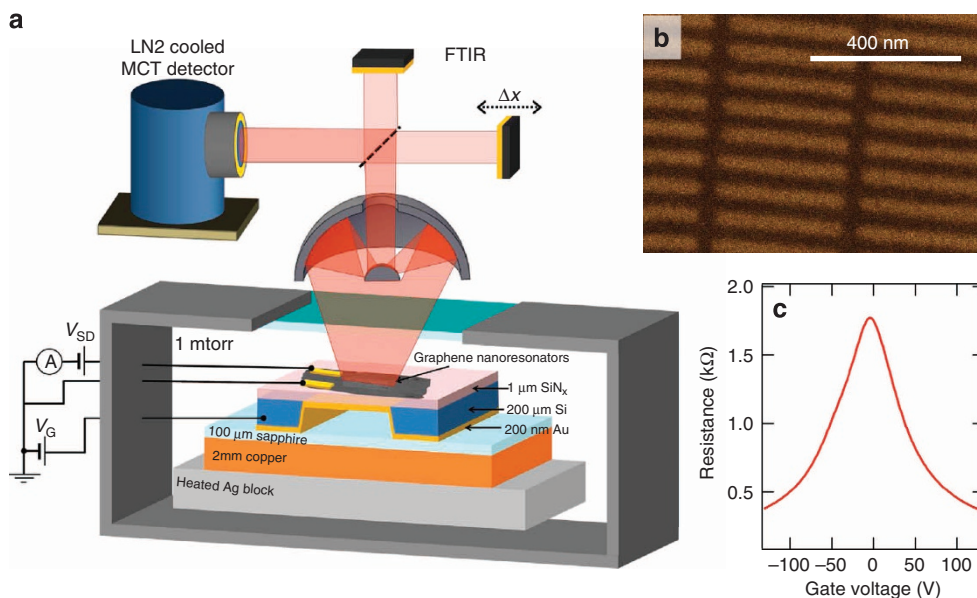 a
LN2 cooled
MCT detector
FTIR
Δx
V_SD
A
1 mtorr
Graphene nanoresonators
1 μm SiNx
200 μm Si
200 nm Au
V_G
100 μm sapphire
2mm copper
Heated Ag block
b
400 nm
c
2.0
1.5
1.0
0.5
Resistance (kΩ)
–100 –50 0 50 100
Gate voltage (V)